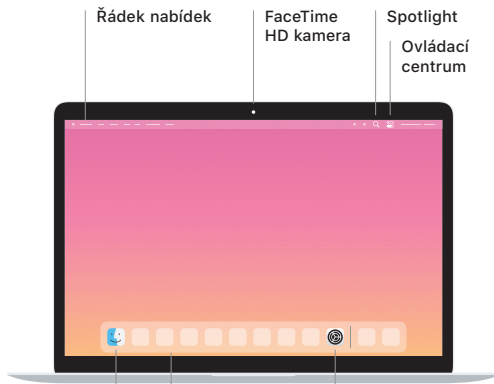 Řádek nabídek
FaceTime
HD kamera
Spotlight
Ovládací
centrum